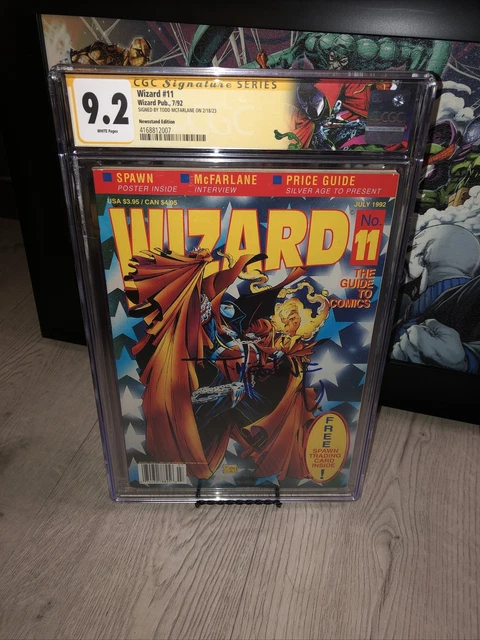 CGC Signature SERIES
9.2
WHITE Pages
Wizard #11
Wizard Pub., 7/92
SIGNED BY TODD MCFARLANE ON 2/18/23
Newsstand Edition
4168812007
CGC
SPAWN
POSTER INSIDE
McFARLANE
INTERVIEW
PRICE GUIDE
SILVER AGE TO PRESENT
USA $3.95 / CAN $4.95
JULY 1992
WIZARD
No.
11
THE
GUIDE
TO
COMICS
FREE
SPAWN
TRADING
CARD
INSIDE
!